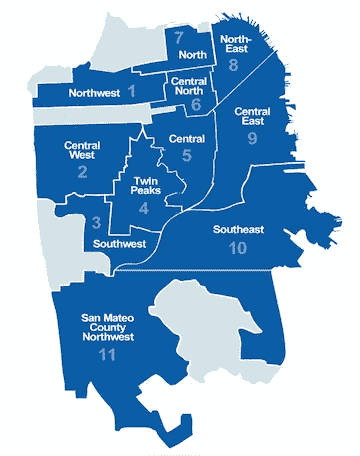 7
North
North-
East
8
Northwest 1
Central
North
6
Central
East
9
Central
West
2
Central
5
Twin
Peaks
4
3
Southwest
Southeast
10
San Mateo
County
Northwest
11